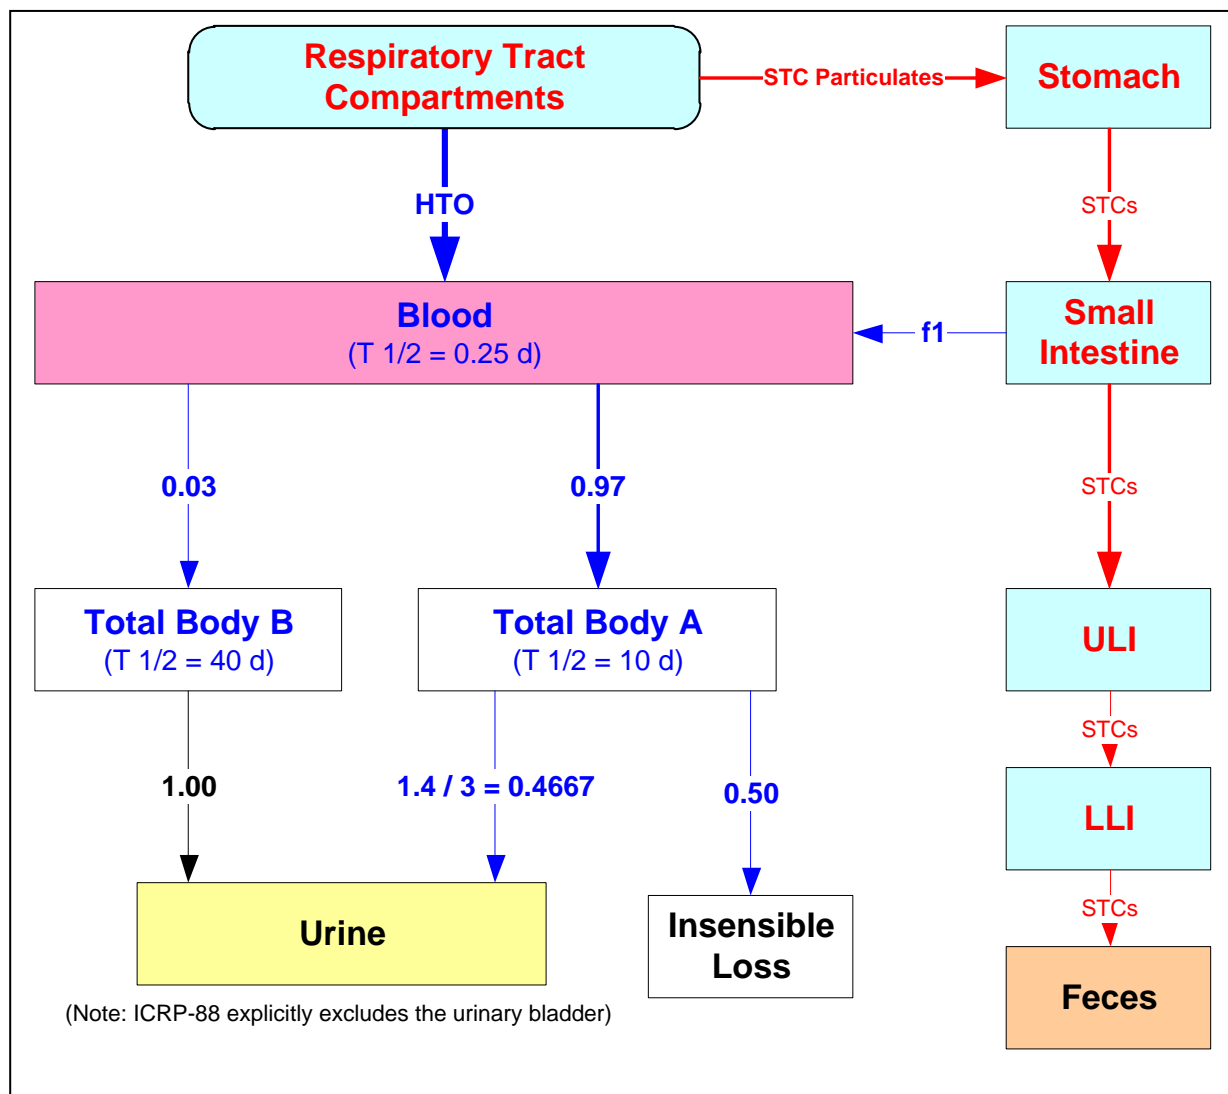 Respiratory Tract
Compartments
STC Particulates
Stomach
HTO
STCs
Blood
(T 1/2 = 0.25 d)
f1
Small
Intestine
0.03
0.97
STCs
Total Body B
(T 1/2 = 40 d)
Total Body A
(T 1/2 = 10 d)
ULI
STCs
1.00
1.4 / 3 = 0.4667
0.50
LLI
STCs
Urine
Insensible
Loss
Feces
(Note: ICRP-88 explicitly excludes the urinary bladder)